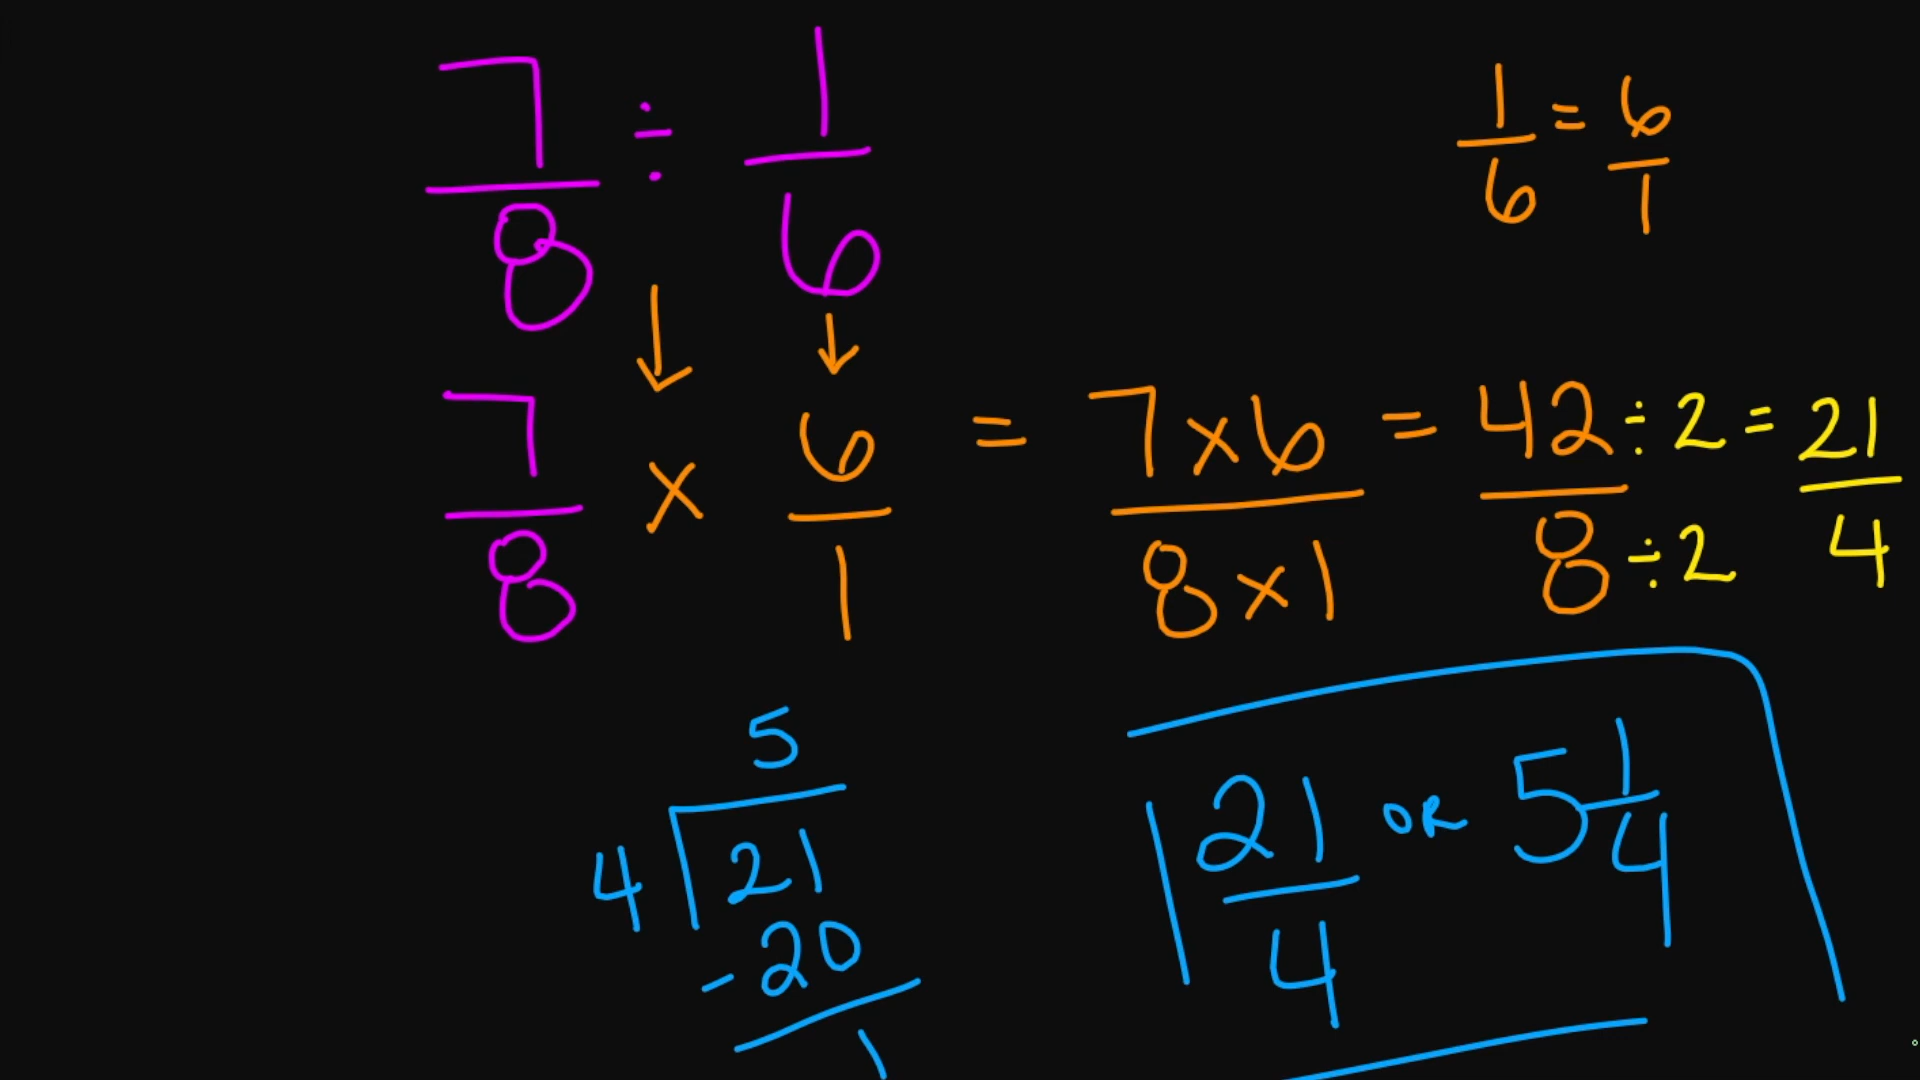 7/8 ÷ 1/6
1/6 = 6/1
7/8 × 6/1 = 7×6/8×1 = 42÷2/8÷2 = 21/4
5
4 21
-20
1
21/4 OR 5 1/4